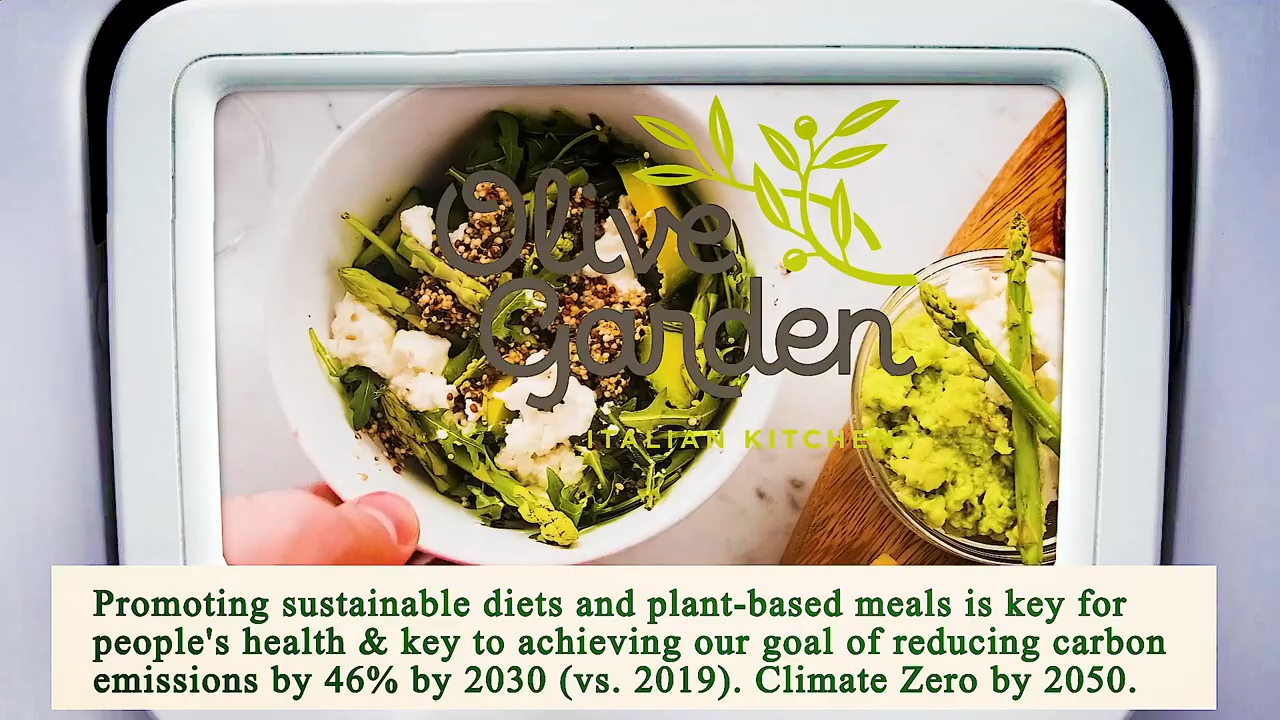 Olive
Garden
ITALIAN KITCHEN
Promoting sustainable diets and plant-based meals is key for
people's health & key to achieving our goal of reducing carbon
emissions by 46% by 2030 (vs. 2019). Climate Zero by 2050.